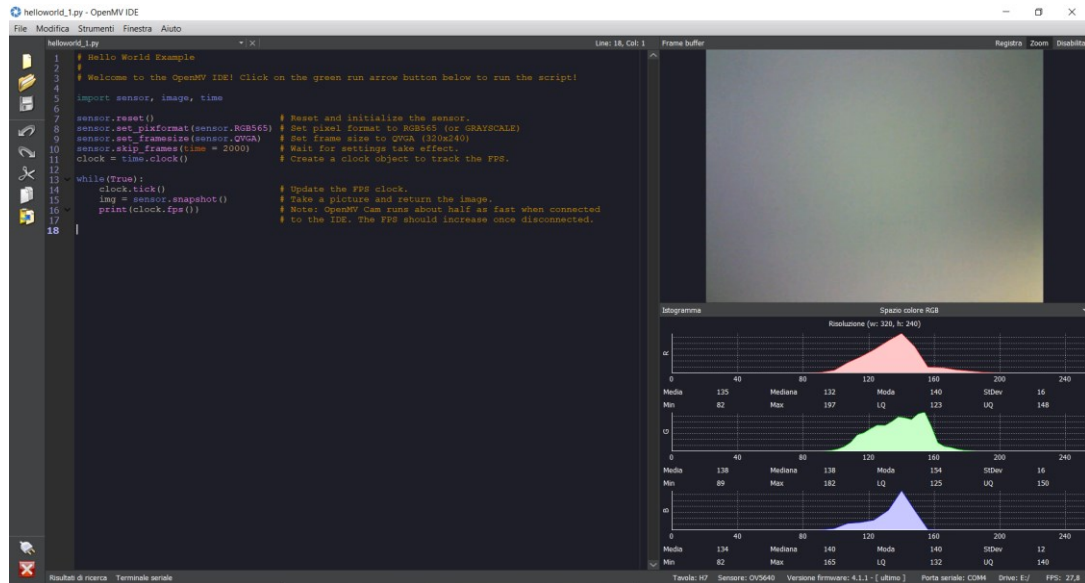 helloworld_1.py - OpenMV IDE
File Modifica Strumenti Finestra Aiuto
helloworld_1.py
Line: 18, Col: 1
1 # Hello World Example
2 #
3 # Welcome to the OpenMV IDE! Click on the green run arrow button below to run the script!
4
5 import sensor, image, time
6
7 sensor.reset() # Reset and initialize the sensor.
8 sensor.set_pixformat(sensor.RGB565) # Set pixel format to RGB565 (or GRAYSCALE)
9 sensor.set_framesize(sensor.QVGA) # Set frame size to QVGA (320x240)
10 sensor.skip_frames(time = 2000) # Wait for settings take effect.
11 clock = time.clock() # Create a clock object to track the FPS.
12
13 while(True):
14 clock.tick() # Update the FPS clock.
15 img = sensor.snapshot() # Take a picture and return the image.
16 print(clock.fps()) # Note: OpenMV Cam runs about half as fast when connected
17 # to the IDE. The FPS should increase once disconnected.
18
Frame buffer Registra Zoom Disabilita
Istogramma Spazio colore RGB
Risoluzione (w: 320, h: 240)
R
0 40 80 120 160 200 240
Media 135 Mediana 132 Moda 140 StDev 16
Min 82 Max 197 LQ 123 UQ 148
G
0 40 80 120 160 200 240
Media 138 Mediana 138 Moda 154 StDev 16
Min 89 Max 182 LQ 125 UQ 150
B
0 40 80 120 160 200 240
Media 134 Mediana 140 Moda 140 StDev 12
Min 82 Max 165 LQ 132 UQ 140
Risultati di ricerca Terminale seriale
Tavola: H7 Sensore: OV5640 Versione firmware: 4.1.1 - [ ultimo ] Porta seriale: COM4 Drive: E:/ FPS: 27,8